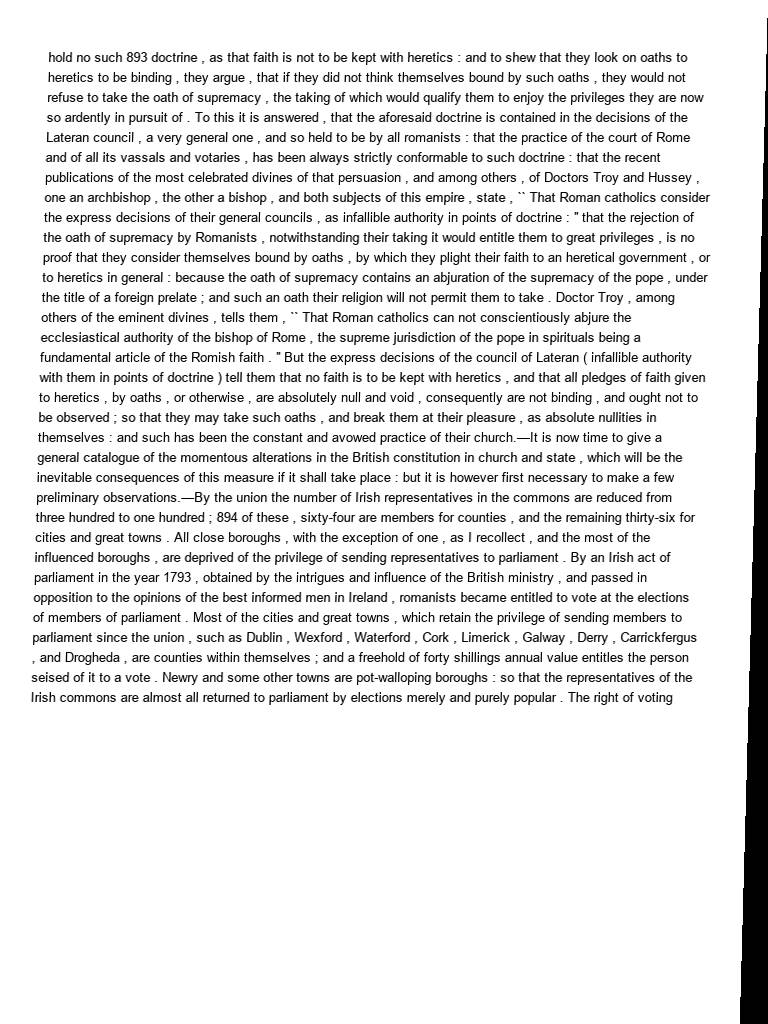 hold no such 893 doctrine , as that faith is not to be kept with heretics : and to shew that they look on oaths to
heretics to be binding , they argue , that if they did not think themselves bound by such oaths , they would not
refuse to take the oath of supremacy , the taking of which would qualify them to enjoy the privileges they are now
so ardently in pursuit of . To this it is answered , that the aforesaid doctrine is contained in the decisions of the
Lateran council , a very general one , and so held to be by all romanists : that the practice of the court of Rome
and of all its vassals and votaries , has been always strictly conformable to such doctrine : that the recent
publications of the most celebrated divines of that persuasion , and among others , of Doctors Troy and Hussey ,
one an archbishop , the other a bishop , and both subjects of this empire , state , `` That Roman catholics consider
the express decisions of their general councils , as infallible authority in points of doctrine : " that the rejection of
the oath of supremacy by Romanists , notwithstanding their taking it would entitle them to great privileges , is no
proof that they consider themselves bound by oaths , by which they plight their faith to an heretical government , or
to heretics in general : because the oath of supremacy contains an abjuration of the supremacy of the pope , under
the title of a foreign prelate ; and such an oath their religion will not permit them to take . Doctor Troy , among
others of the eminent divines , tells them , `` That Roman catholics can not conscientiously abjure the
ecclesiastical authority of the bishop of Rome , the supreme jurisdiction of the pope in spirituals being a
fundamental article of the Romish faith . " But the express decisions of the council of Lateran ( infallible authority
with them in points of doctrine ) tell them that no faith is to be kept with heretics , and that all pledges of faith given
to heretics , by oaths , or otherwise , are absolutely null and void , consequently are not binding , and ought not to
be observed ; so that they may take such oaths , and break them at their pleasure , as absolute nullities in
themselves : and such has been the constant and avowed practice of their church.—It is now time to give a
general catalogue of the momentous alterations in the British constitution in church and state , which will be the
inevitable consequences of this measure if it shall take place : but it is however first necessary to make a few
preliminary observations.—By the union the number of Irish representatives in the commons are reduced from
three hundred to one hundred ; 894 of these , sixty-four are members for counties , and the remaining thirty-six for
cities and great towns . All close boroughs , with the exception of one , as I recollect , and the most of the
influenced boroughs , are deprived of the privilege of sending representatives to parliament . By an Irish act of
parliament in the year 1793 , obtained by the intrigues and influence of the British ministry , and passed in
opposition to the opinions of the best informed men in Ireland , romanists became entitled to vote at the elections
of members of parliament . Most of the cities and great towns , which retain the privilege of sending members to
parliament since the union , such as Dublin , Wexford , Waterford , Cork , Limerick , Galway , Derry , Carrickfergus
, and Drogheda , are counties within themselves ; and a freehold of forty shillings annual value entitles the person
seised of it to a vote . Newry and some other towns are pot-walloping boroughs : so that the representatives of the
Irish commons are almost all returned to parliament by elections merely and purely popular . The right of voting